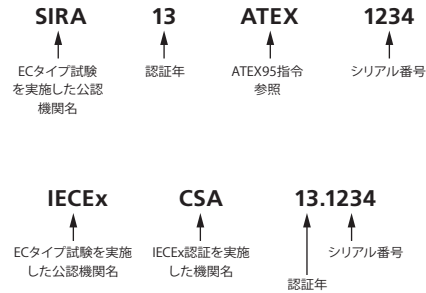 SIRA 13 ATEX 1234
ECタイプ試験 認証年 ATEX95指令 シリアル番号
を実施した公認 参照
機関名
IECEx CSA 13.1234
ECタイプ試験を実施 IECEx認証を実施 シリアル番号
した公認機関名 した機関名
認証年